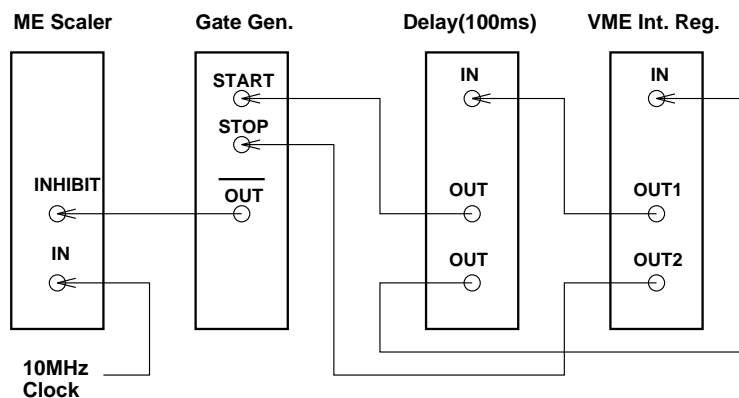 ME Scaler
Gate Gen.
Delay(100ms)
VME Int. Reg.
START
IN
IN
STOP
INHIBIT
OUT
OUT
OUT1
IN
OUT
OUT2
10MHz
Clock